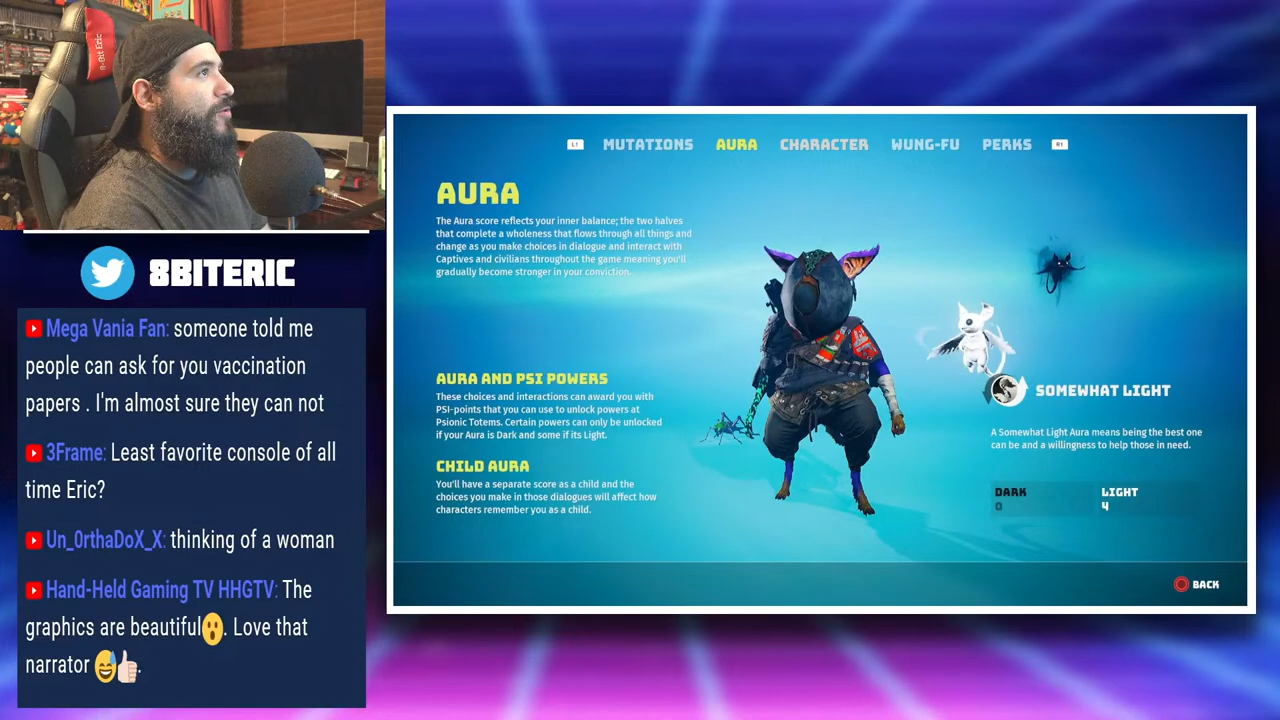 8-Bit Eric
8BITERIC
Mega Vania Fan: someone told me
people can ask for you vaccination
papers . I'm almost sure they can not
3Frame: Least favorite console of all
time Eric?
Un_0rthaDoX_X: thinking of a woman
Hand-Held Gaming TV HHGTV: The
graphics are beautiful😯. Love that
narrator 😅👍🏻.
L1 MUTATIONS AURA CHARACTER WUNG-FU PERKS R1
AURA
The Aura score reflects your inner balance; the two halves
that complete a wholeness that flows through all things and
change as you make choices in dialogue and interact with
Captives and civilians throughout the game meaning you'll
gradually become stronger in your conviction.
AURA AND PSI POWERS
These choices and interactions can award you with
PSI-points that you can use to unlock powers at
Psionic Totems. Certain powers can only be unlocked
if your Aura is Dark and some if its Light.
CHILD AURA
You'll have a separate score as a child and the
choices you make in those dialogues will affect how
characters remember you as a child.
SOMEWHAT LIGHT
A Somewhat Light Aura means being the best one
can be and a willingness to help those in need.
DARK LIGHT
0 4
BACK